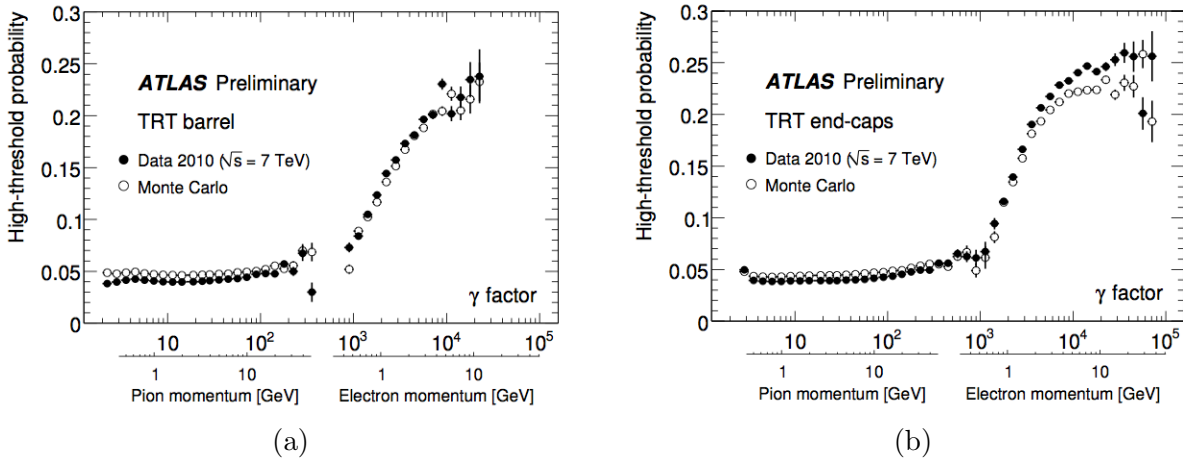 0.3
0.25
0.2
0.15
0.1
0.05
0
High-threshold probability
ATLAS Preliminary
TRT barrel
Data 2010 (√s = 7 TeV)
Monte Carlo
γ factor
10 10² 10³ 10⁴ 10⁵
1 10 1 10
Pion momentum [GeV] Electron momentum [GeV]
(a)
0.3
0.25
0.2
0.15
0.1
0.05
0
High-threshold probability
ATLAS Preliminary
TRT end-caps
Data 2010 (√s = 7 TeV)
Monte Carlo
γ factor
10 10² 10³ 10⁴ 10⁵
1 10 1 10
Pion momentum [GeV] Electron momentum [GeV]
(b)